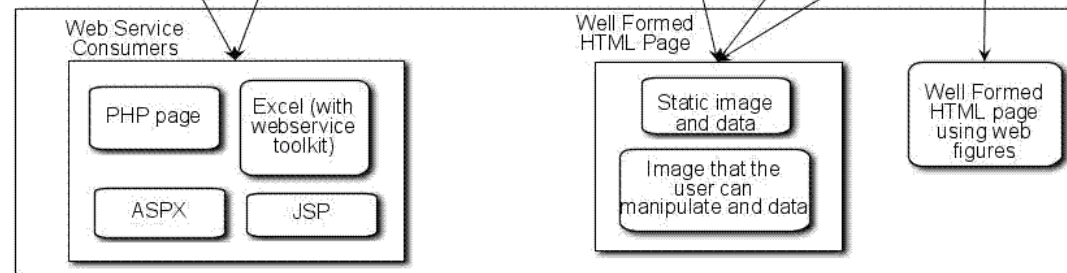 Web Service
Consumers
PHP page
Excel (with
webservice
toolkit)
ASPX
JSP
Well Formed
HTML Page
Static image
and data
Image that the
user can
manipulate and data
Well Formed
HTML page
using web
figures